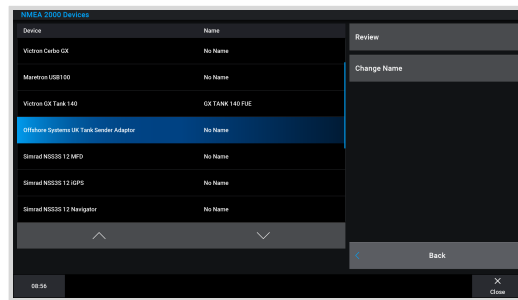 NMEA 2000 Devices
Device Name
Victron Cerbo GX No Name
Maretron USB100 No Name
Victron GX Tank 140 GX TANK 140 FUE
Offshore Systems UK Tank Sender Adaptor No Name
Simrad NSS3S 12 MFD No Name
Simrad NSS3S 12 iGPS No Name
Simrad NSS3S 12 Navigator No Name
Review
Change Name
Back
08:56
Close